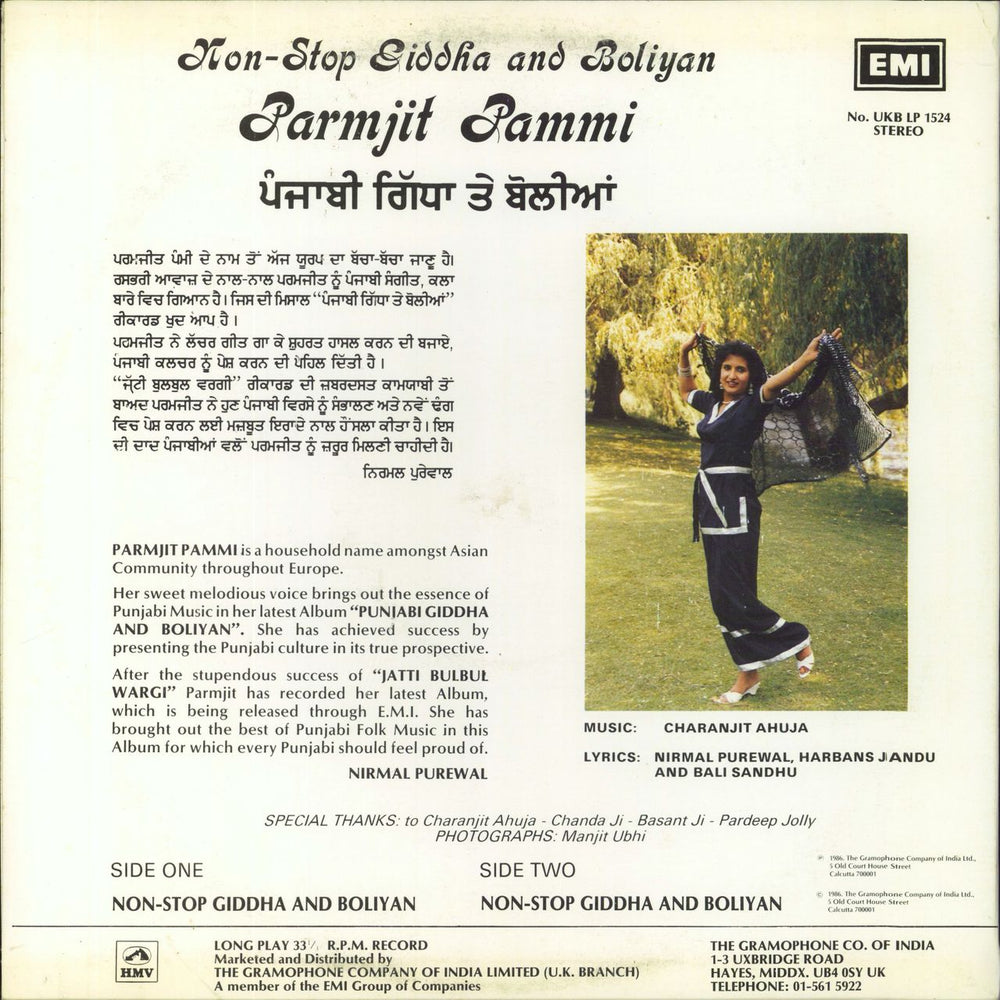 Non-Stop Giddha and Boliyan
Parmjit Pammi
ਪੰਜਾਬੀ ਗਿੱਧਾ ਤੇ ਬੋਲੀਆਂ
EMI
No. UKB LP 1524
STEREO
ਪਰਮਜੀਤ ਪੰਮੀ ਦੇ ਨਾਮ ਤੋਂ ਅੱਜ ਯੂਰਪ ਦਾ ਬੱਚਾ-ਬੱਚਾ ਜਾਣੂ ਹੈ।
ਰਸਭਰੀ ਆਵਾਜ਼ ਦੇ ਨਾਲ-ਨਾਲ ਪਰਮਜੀਤ ਨੂੰ ਪੰਜਾਬੀ ਸੰਗੀਤ, ਕਲਾ
ਬਾਰੇ ਵਿਚ ਗਿਆਨ ਹੈ। ਜਿਸ ਦੀ ਮਿਸਾਲ “ਪੰਜਾਬੀ ਗਿੱਧਾ ਤੇ ਬੋਲੀਆਂ”
ਰੀਕਾਰਡ ਖੁਦ ਆਪ ਹੈ ।
ਪਰਮਜੀਤ ਨੇ ਲੱਚਰ ਗੀਤ ਗਾ ਕੇ ਸ਼ੁਹਰਤ ਹਾਸਲ ਕਰਨ ਦੀ ਬਜਾਏ,
ਪੰਜਾਬੀ ਕਲਚਰ ਨੂੰ ਪੇਸ਼ ਕਰਨ ਦੀ ਪੇਹਿਲ ਦਿੱਤੀ ਹੈ ।
“ਜੱਟੀ ਬੁਲਬੁਲ ਵਰਗੀ” ਰੀਕਾਰਡ ਦੀ ਜ਼ਬਰਦਸਤ ਕਾਮਯਾਬੀ ਤੋਂ
ਬਾਅਦ ਪਰਮਜੀਤ ਨੇ ਹੁਣ ਪੰਜਾਬੀ ਵਿਰਸੇ ਨੂੰ ਸੰਭਾਲਣ ਅਤੇ ਨਵੇਂ ਢੰਗ
ਵਿਚ ਪੇਸ਼ ਕਰਨ ਲਈ ਮਜ਼ਬੂਤ ਇਰਾਦੇ ਨਾਲ ਹੌਂਸਲਾ ਕੀਤਾ ਹੈ। ਇਸ
ਦੀ ਦਾਦ ਪੰਜਾਬੀਆਂ ਵਲੋਂ ਪਰਮਜੀਤ ਨੂੰ ਜ਼ਰੂਰ ਮਿਲਣੀ ਚਾਹੀਦੀ ਹੈ।
ਨਿਰਮਲ ਪੁਰੇਵਾਲ
PARMJIT PAMMI is a household name amongst Asian
Community throughout Europe.
Her sweet melodious voice brings out the essence of
Punjabi Music in her latest Album “PUNJABI GIDDHA
AND BOLIYAN”. She has achieved success by
presenting the Punjabi culture in its true prospective.
After the stupendous success of “JATTI BULBUL
WARGI” Parmjit has recorded her latest Album,
which is being released through E.M.I. She has
brought out the best of Punjabi Folk Music in this
Album for which every Punjabi should feel proud of.
NIRMAL PUREWAL
MUSIC: CHARANJIT AHUJA
LYRICS: NIRMAL PUREWAL, HARBANS JANDU
AND BALI SANDHU
SPECIAL THANKS: to Charanjit Ahuja - Chanda Ji - Basant Ji - Pardeep Jolly
PHOTOGRAPHS: Manjit Ubhi
SIDE ONE
NON-STOP GIDDHA AND BOLIYAN
SIDE TWO
NON-STOP GIDDHA AND BOLIYAN
℗ 1986. The Gramophone Company of India Ltd.,
5 Old Court House Street
Calcutta 700001
© 1986. The Gramophone Company of India Ltd.,
5 Old Court House Street
Calcutta 700001
HMV
LONG PLAY 33⅓ R.P.M. RECORD
Marketed and Distributed by
THE GRAMOPHONE COMPANY OF INDIA LIMITED (U.K. BRANCH)
A member of the EMI Group of Companies
THE GRAMOPHONE CO. OF INDIA
1-3 UXBRIDGE ROAD
HAYES, MIDDX. UB4 0SY UK
TELEPHONE: 01-561 5922